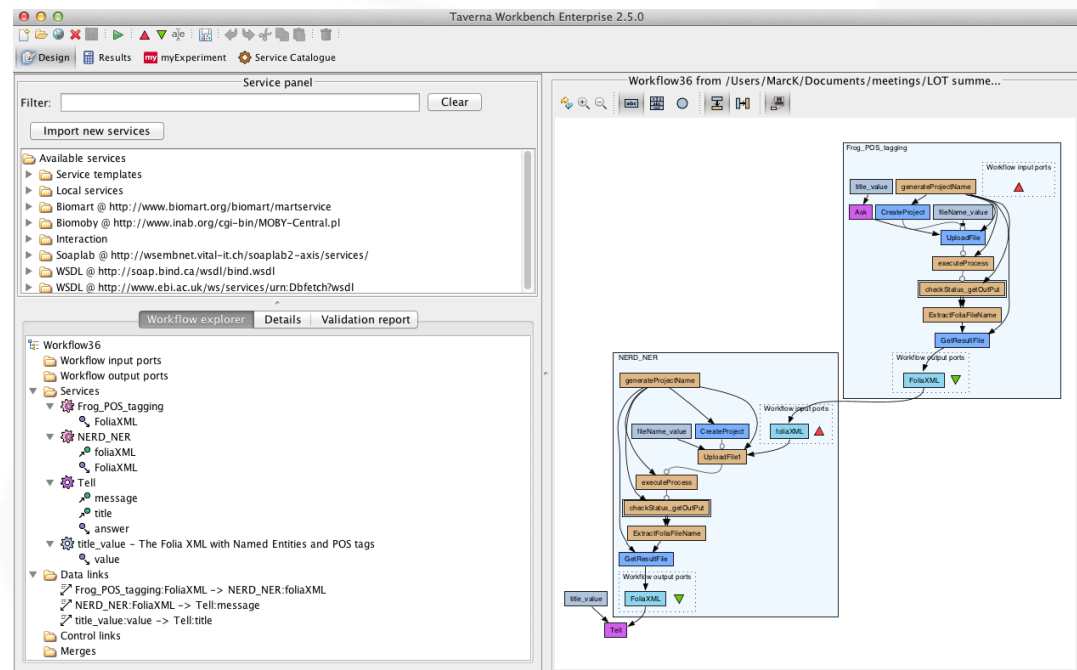 Taverna Workbench Enterprise 2.5.0
Design Results my myExperiment Service Catalogue
Service panel
Filter: Clear
Import new services
Available services
Service templates
Local services
Biomart @ http://www.biomart.org/biomart/martservice
Biomoby @ http://www.inab.org/cgi-bin/MOBY-Central.pl
Interaction
Soaplab @ http://wsembnet.vital-it.ch/soaplab2-axis/services/
WSDL @ http://soap.bind.ca/wsdl/bind.wsdl
WSDL @ http://www.ebi.ac.uk/ws/services/urn:Dbfetch?wsdl
Workflow explorer Details Validation report
Workflow36
Workflow input ports
Workflow output ports
Services
Frog_POS_tagging
FoliaXML
NERD_NER
foliaXML
FoliaXML
Tell
message
title
answer
title_value - The Folia XML with Named Entities and POS tags
value
Data links
Frog_POS_tagging:FoliaXML -> NERD_NER:foliaXML
NERD_NER:FoliaXML -> Tell:message
title_value:value -> Tell:title
Control links
Merges
Workflow36 from /Users/MarcK/Documents/meetings/LOT summe...
Frog_POS_tagging
Workflow input ports
title_value generateProjectName
Ask CreateProject fileName_value
UploadFile
executeProcess
checkStatus_getOutPut
ExtractFoliaFileName
GetResultFile
Workflow output ports
FoliaXML
NERD_NER
generateProjectName
Workflow input ports
fileName_value CreateProject foliaXML
UploadFile1
executeProcess
checkStatus_getOutPut
ExtractFoliaFileName
GetResultFile
Workflow output ports
title_value FoliaXML
Tell